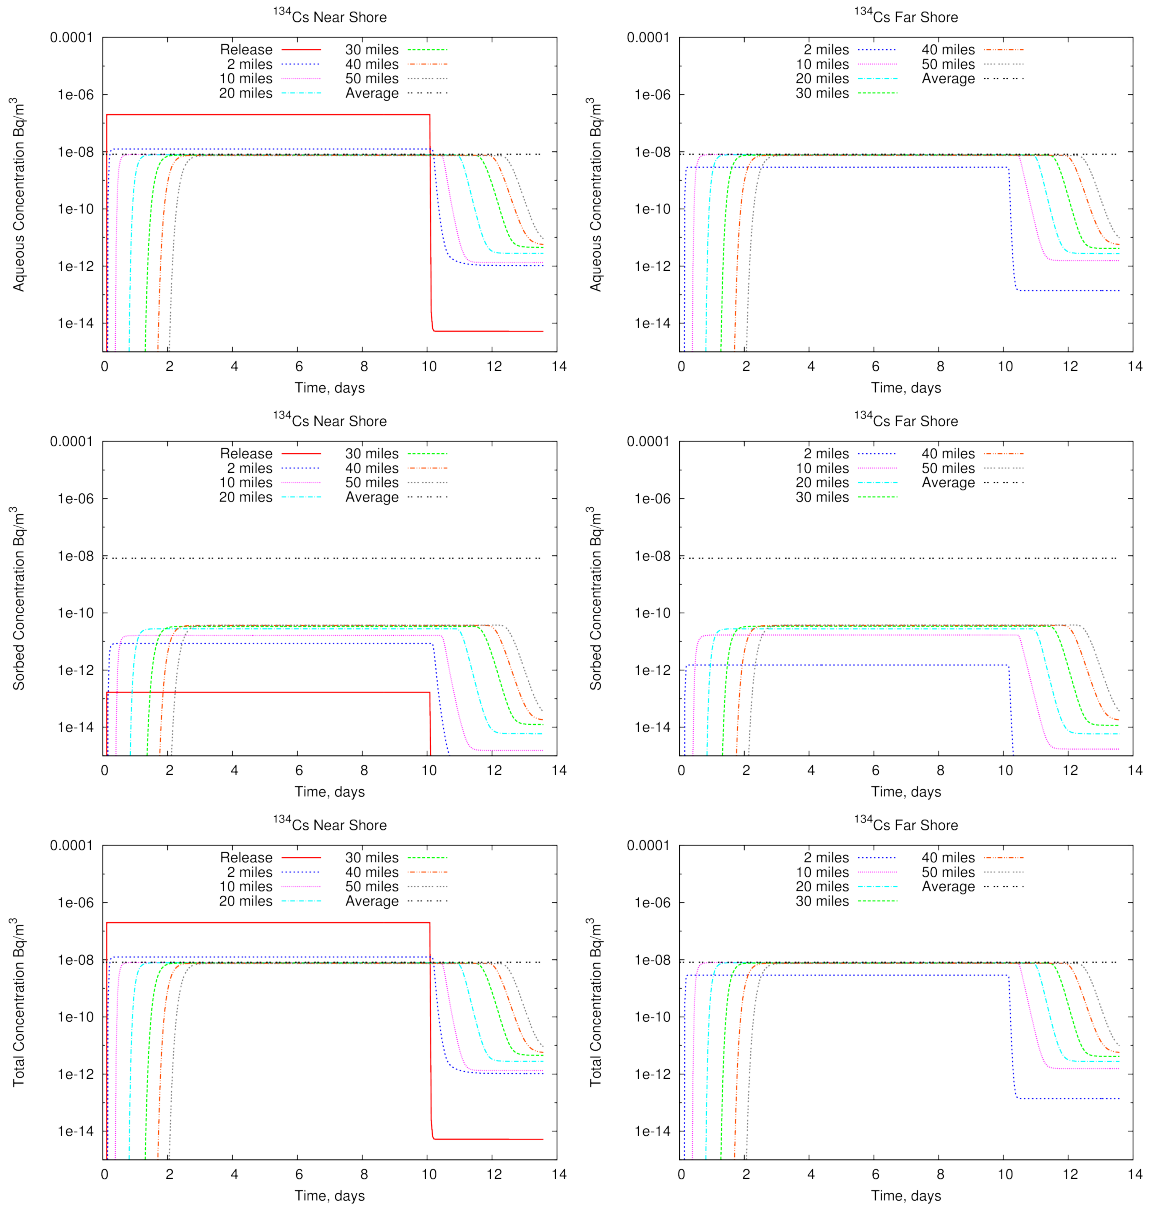 ¹³⁴Cs Near Shore
0.0001
1e-06
1e-08
1e-10
1e-12
1e-14
Aqueous Concentration Bq/m³
Release
2 miles
10 miles
20 miles
30 miles
40 miles
50 miles
Average
0 2 4 6 8 10 12 14
Time, days
¹³⁴Cs Far Shore
0.0001
1e-06
1e-08
1e-10
1e-12
1e-14
Aqueous Concentration Bq/m³
2 miles
10 miles
20 miles
30 miles
40 miles
50 miles
Average
0 2 4 6 8 10 12 14
Time, days
¹³⁴Cs Near Shore
0.0001
1e-06
1e-08
1e-10
1e-12
1e-14
Sorbed Concentration Bq/m³
Release
2 miles
10 miles
20 miles
30 miles
40 miles
50 miles
Average
0 2 4 6 8 10 12 14
Time, days
¹³⁴Cs Far Shore
0.0001
1e-06
1e-08
1e-10
1e-12
1e-14
Sorbed Concentration Bq/m³
2 miles
10 miles
20 miles
30 miles
40 miles
50 miles
Average
0 2 4 6 8 10 12 14
Time, days
¹³⁴Cs Near Shore
0.0001
1e-06
1e-08
1e-10
1e-12
1e-14
Total Concentration Bq/m³
Release
2 miles
10 miles
20 miles
30 miles
40 miles
50 miles
Average
0 2 4 6 8 10 12 14
Time, days
¹³⁴Cs Far Shore
0.0001
1e-06
1e-08
1e-10
1e-12
1e-14
Total Concentration Bq/m³
2 miles
10 miles
20 miles
30 miles
40 miles
50 miles
Average
0 2 4 6 8 10 12 14
Time, days